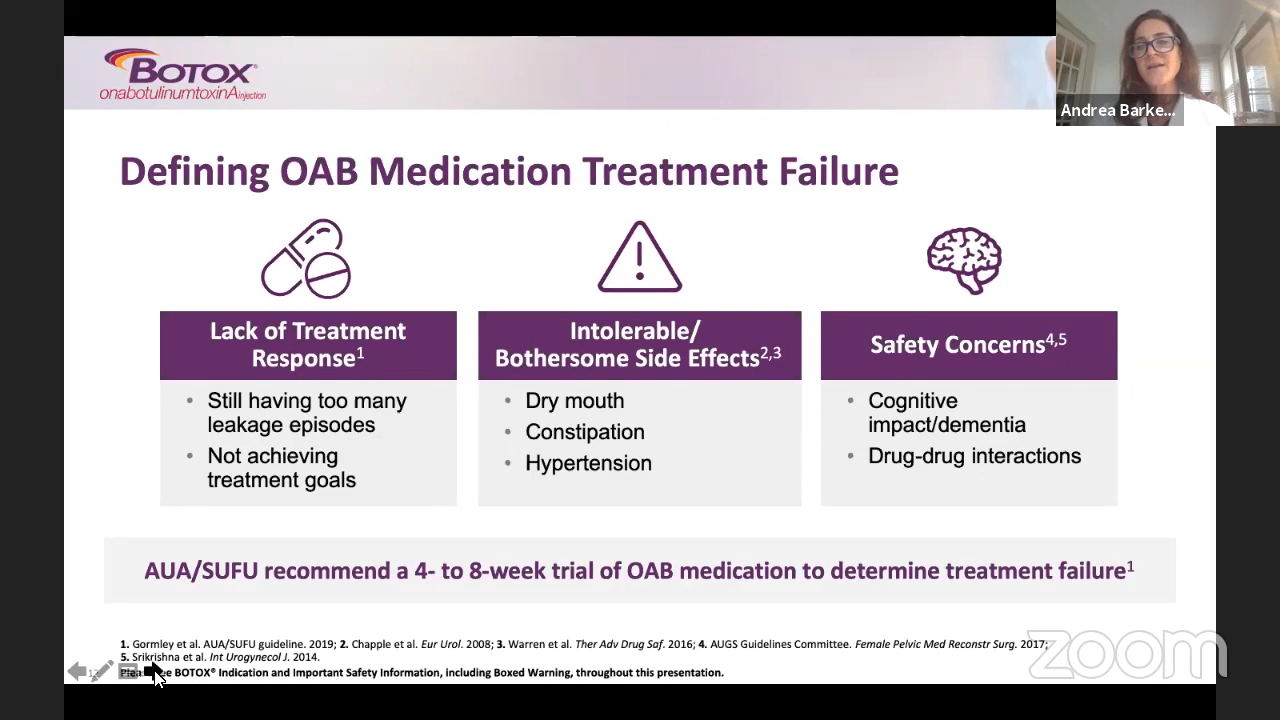 BOTOX®
onabotulinumtoxinA injection
Andrea Barke...
Defining OAB Medication Treatment Failure
Lack of Treatment
Response1
• Still having too many
leakage episodes
• Not achieving
treatment goals
Intolerable/
Bothersome Side Effects2,3
• Dry mouth
• Constipation
• Hypertension
Safety Concerns4,5
• Cognitive
impact/dementia
• Drug-drug interactions
AUA/SUFU recommend a 4- to 8-week trial of OAB medication to determine treatment failure1
1. Gormley et al. AUA/SUFU guideline. 2019; 2. Chapple et al. Eur Urol. 2008; 3. Warren et al. Ther Adv Drug Saf. 2016; 4. AUGS Guidelines Committee. Female Pelvic Med Reconstr Surg. 2017;
5. Srikrishna et al. Int Urogynecol J. 2014.
BOTOX® Indication and Important Safety Information, including Boxed Warning, throughout this presentation.
zoom